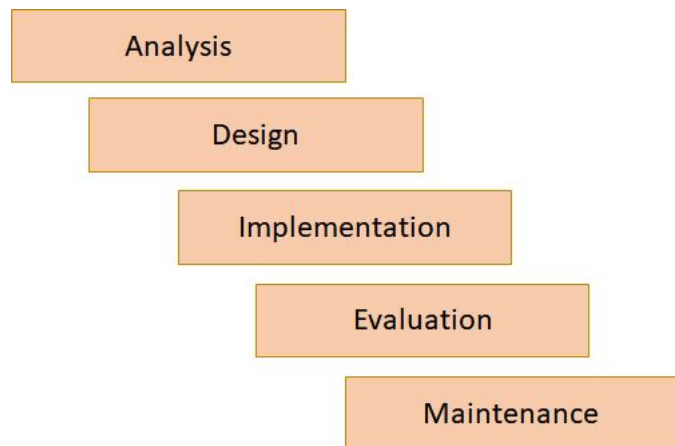 Analysis
Design
Implementation
Evaluation
Maintenance